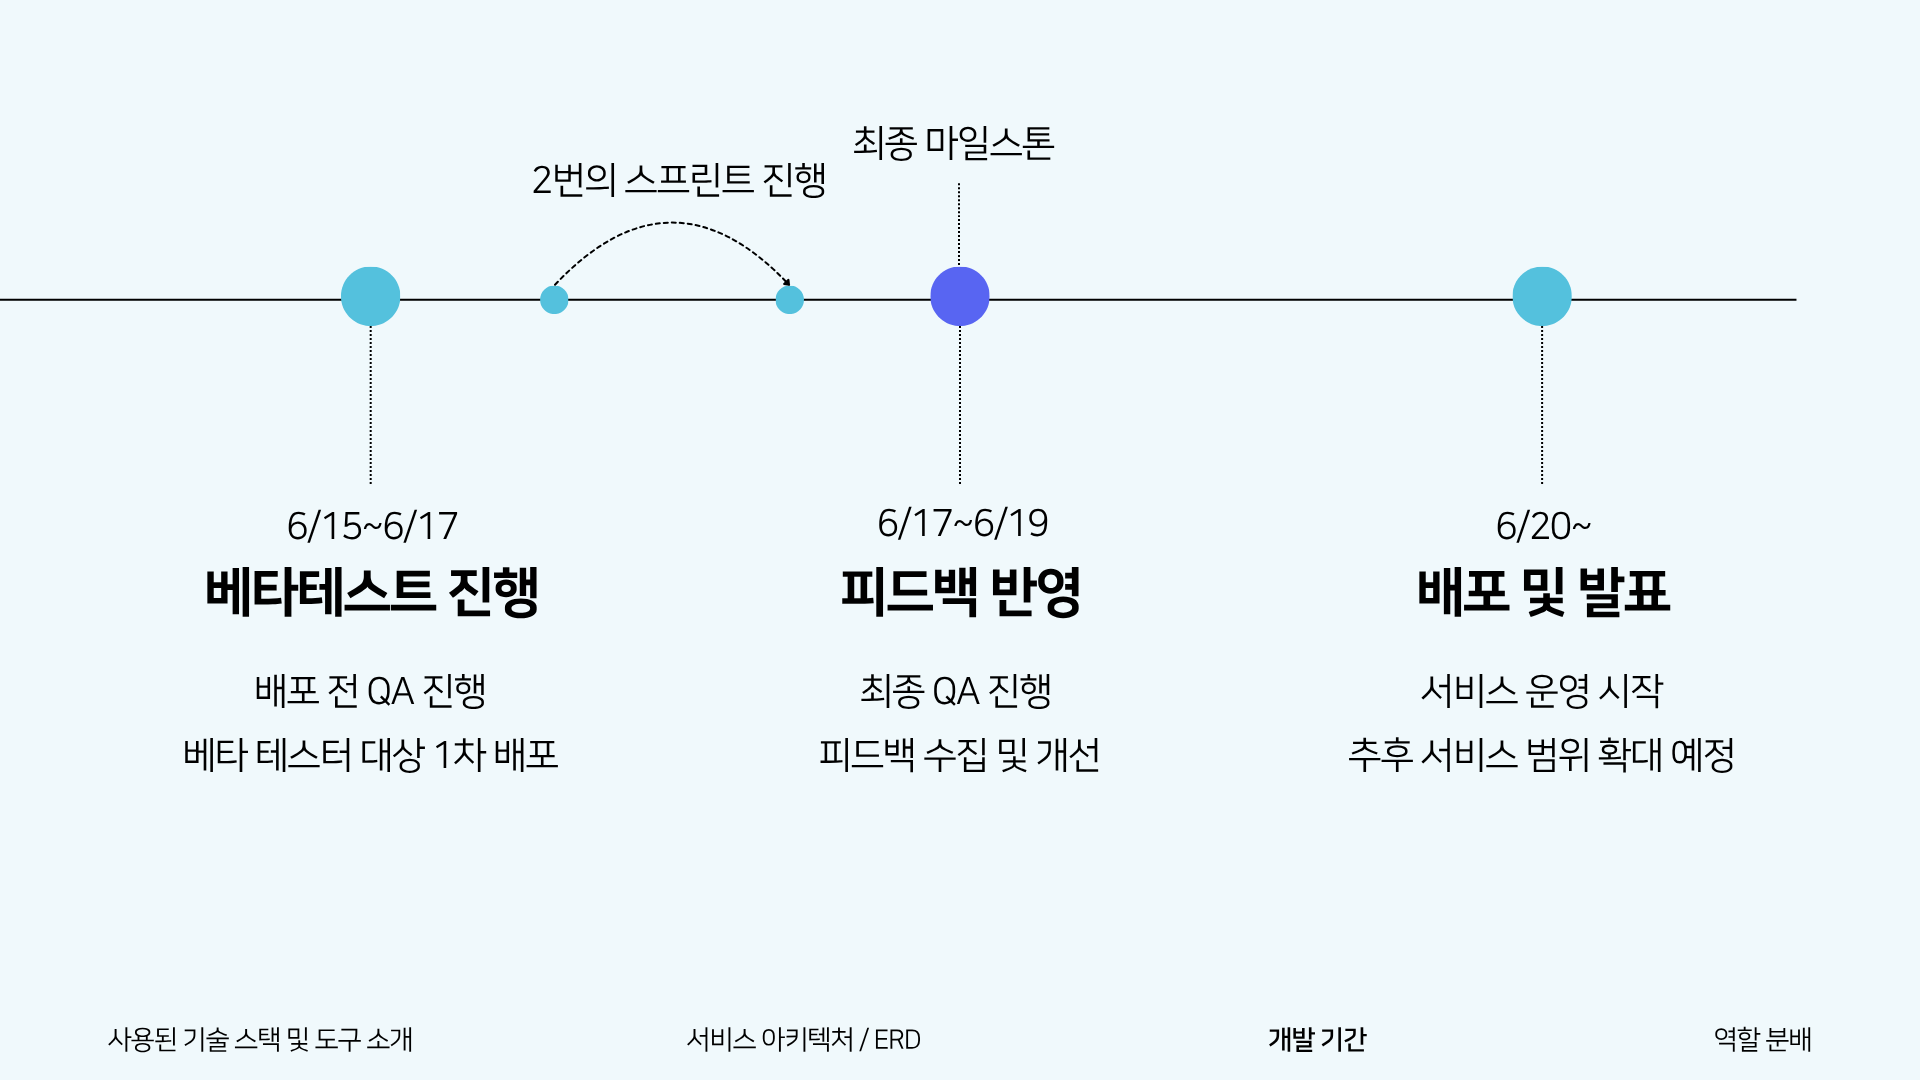 최종 마일스톤
2번의 스프린트 진행
6/15~6/17
베타테스트 진행
배포 전 QA 진행
베타 테스터 대상 1차 배포
6/17~6/19
피드백 반영
최종 QA 진행
피드백 수집 및 개선
6/20~
배포 및 발표
서비스 운영 시작
추후 서비스 범위 확대 예정
사용된 기술 스택 및 도구 소개
서비스 아키텍처 / ERD
개발 기간
역할 분배